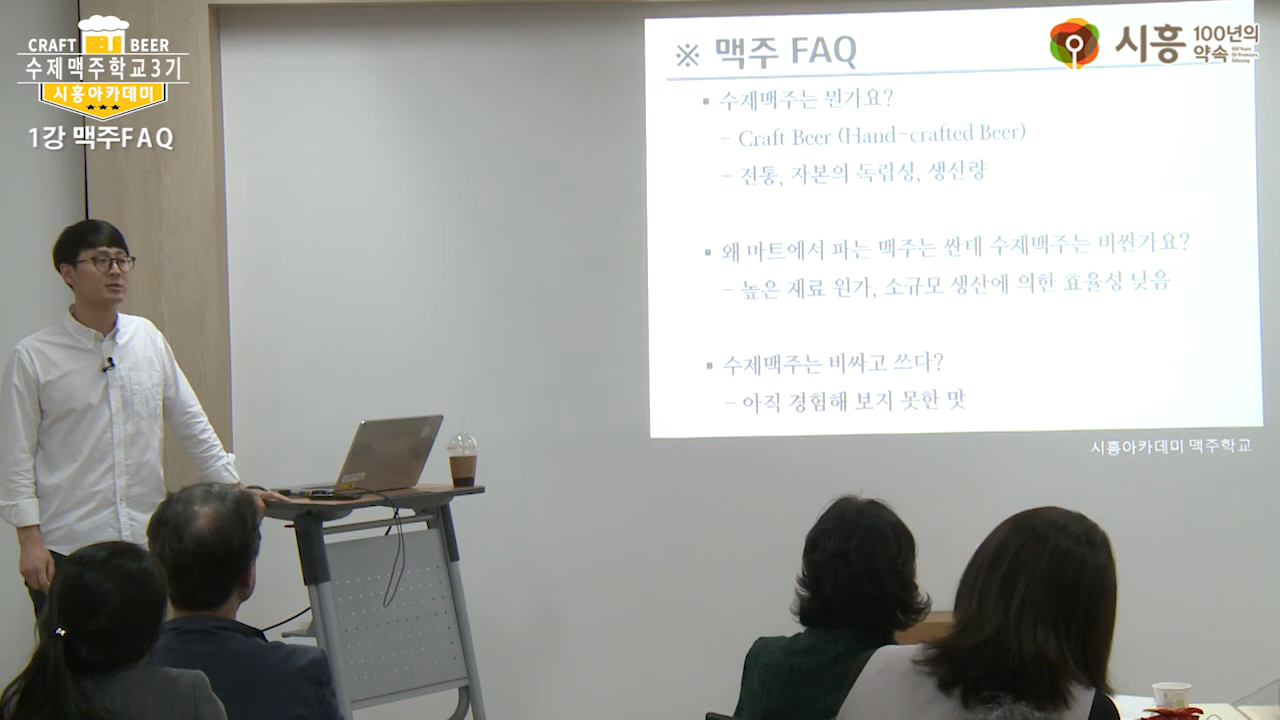 CRAFT BEER
수제맥주학교3기
시흥아카데미
1강 맥주FAQ
시흥 100년의 약속
※ 맥주 FAQ
▪ 수제맥주는 뭔가요?
- Craft Beer (Hand-crafted Beer)
- 전통, 자본의 독립성, 생산량
▪ 왜 마트에서 파는 맥주는 싼데 수제맥주는 비싼가요?
- 높은 재료 원가, 소규모 생산에 의한 효율성 낮음
▪ 수제맥주는 비싸고 쓰다?
- 아직 경험해 보지 못한 맛
시흥아카데미 맥주학교